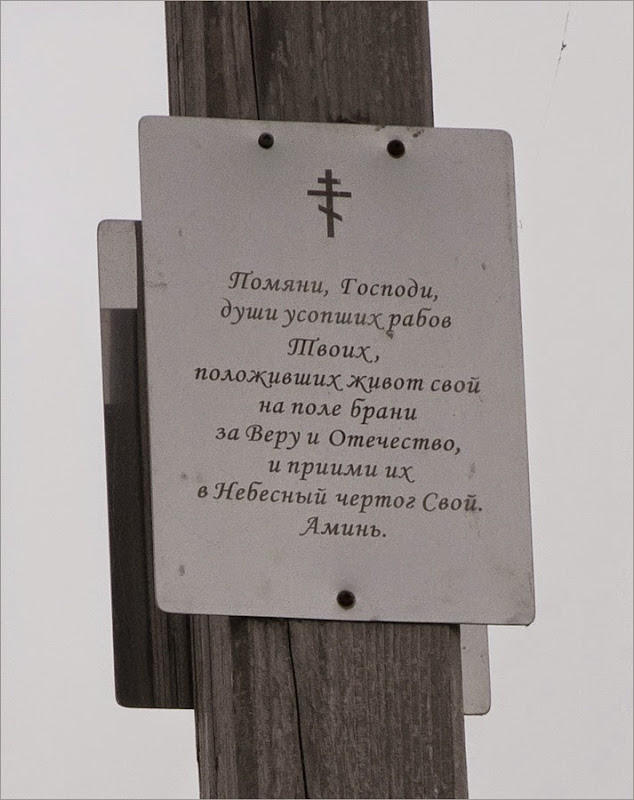 Помяни, Господи,
души усопших рабов
Твоих,
положивших живот свой
на поле брани
за Веру и Отечество,
и приими их
в Небесный чертог Свой.
Аминь.